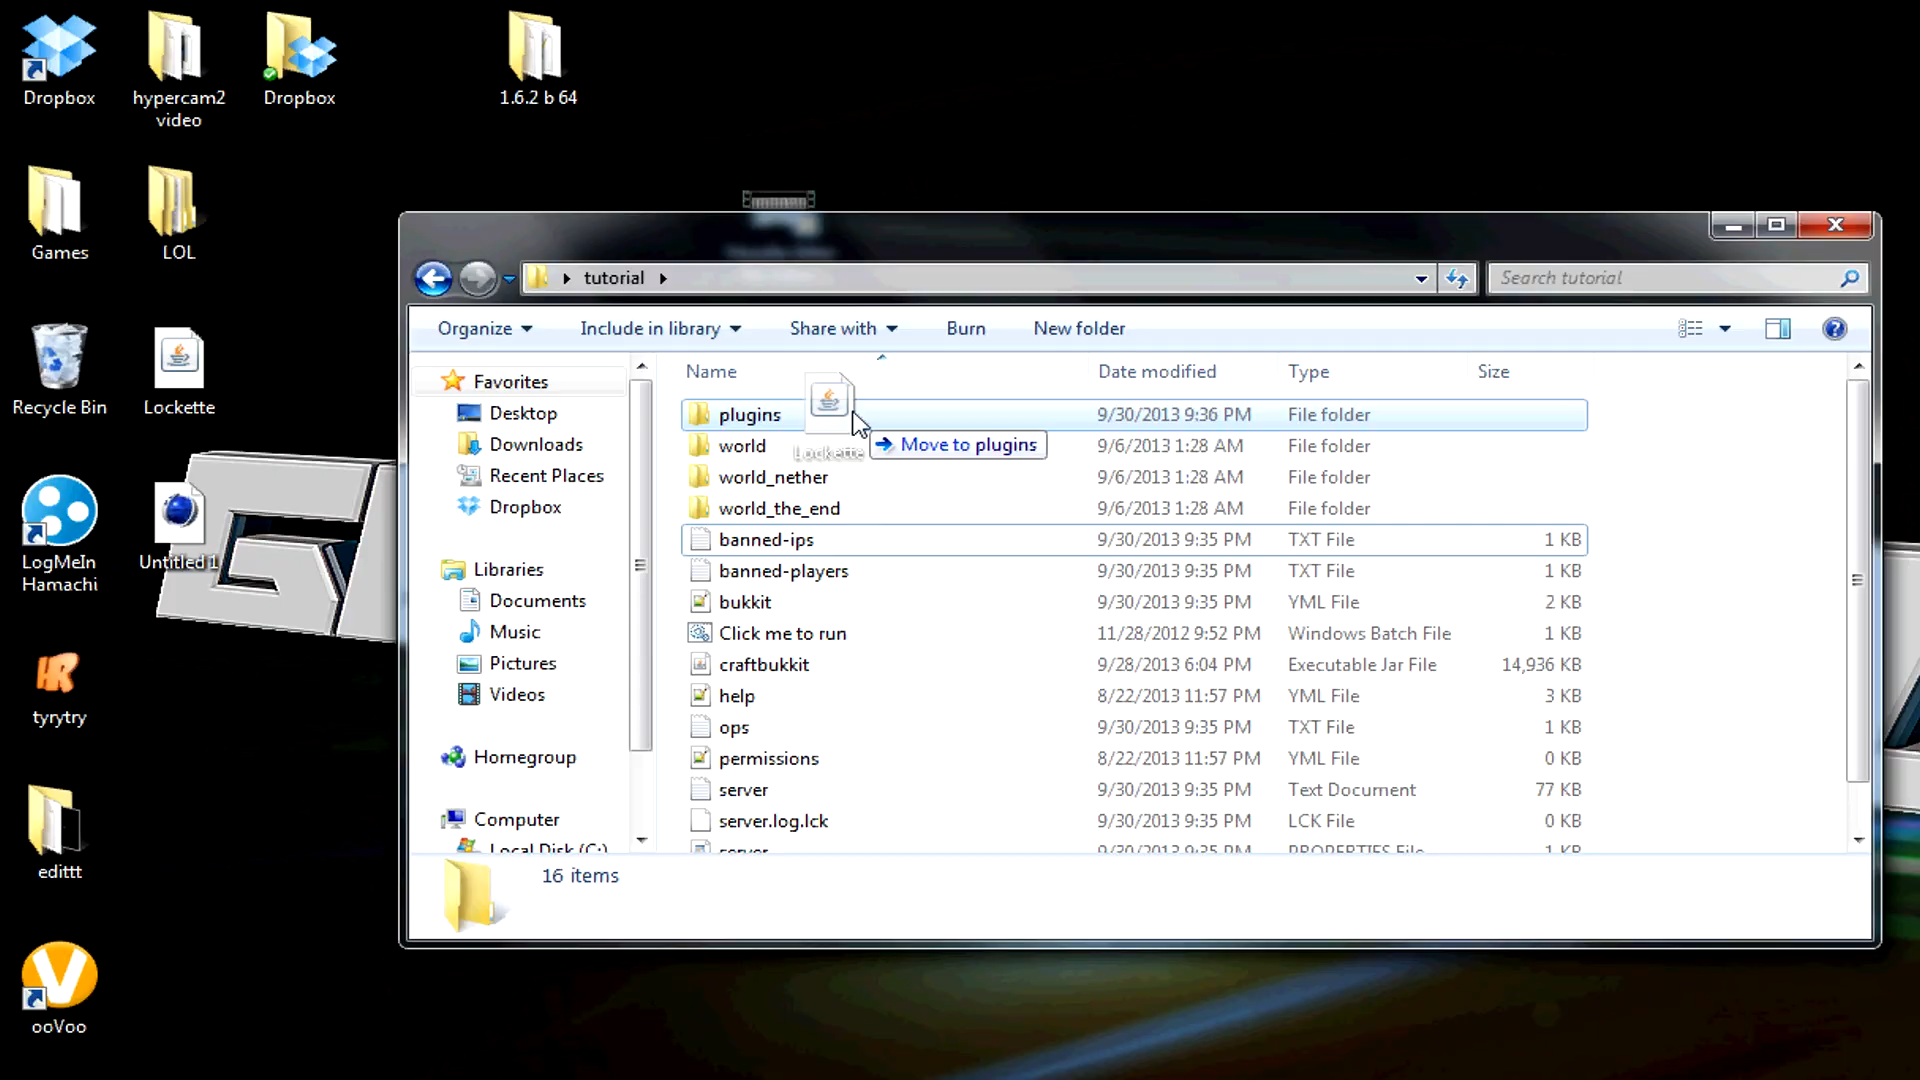 Dropbox
hypercam2
video
Dropbox
1.6.2 b 64
Games
LOL
Recycle Bin
Lockette
LogMeIn
Hamachi
Untitled 1
tyrytry
edittt
ooVoo
tutorial
Search tutorial
Organize
Include in library
Share with
Burn
New folder
Favorites
Desktop
Downloads
Recent Places
Dropbox
Libraries
Documents
Music
Pictures
Videos
Homegroup
Computer
Local Disk (C:)
Name Date modified Type Size
plugins 9/30/2013 9:36 PM File folder
Lockette
Move to plugins
world 9/6/2013 1:28 AM File folder
world_nether 9/6/2013 1:28 AM File folder
world_the_end 9/6/2013 1:28 AM File folder
banned-ips 9/30/2013 9:35 PM TXT File 1 KB
banned-players 9/30/2013 9:35 PM TXT File 1 KB
bukkit 9/30/2013 9:35 PM YML File 2 KB
Click me to run 11/28/2012 9:52 PM Windows Batch File 1 KB
craftbukkit 9/28/2013 6:04 PM Executable Jar File 14,936 KB
help 8/22/2013 11:57 PM YML File 3 KB
ops 9/30/2013 9:35 PM TXT File 1 KB
permissions 8/22/2013 11:57 PM YML File 0 KB
server 9/30/2013 9:35 PM Text Document 77 KB
server.log.lck 9/30/2013 9:35 PM LCK File 0 KB
server 9/30/2013 9:35 PM PROPERTIES File 1 KB
16 items